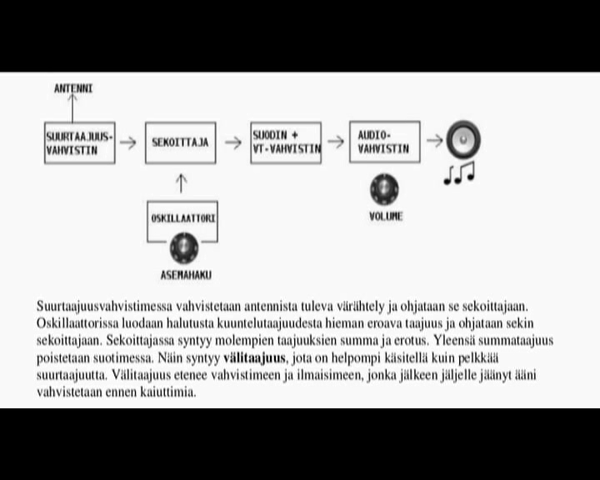 ANTENNI
SUURTAAJUUS-
VAHVISTIN
SEKOITTAJA
SUODIN +
VT-VAHVISTIN
AUDIO-
VAHVISTIN
VOLUME
OSKILLAATTORI
ASEMAHAKU
Suurtaajuusvahvistimessa vahvistetaan antennista tuleva värähtely ja ohjataan se sekoittajaan.
Oskillaattorissa luodaan halutusta kuuntelutaajuudesta hieman eroava taajuus ja ohjataan sekin
sekoittajaan. Sekoittajassa syntyy molempien taajuuksien summa ja erotus. Yleensä summataajuus
poistetaan suotimessa. Näin syntyy välitaajuus, jota on helpompi käsitellä kuin pelkkää
suurtaajuutta. Välitaajuus etenee vahvistimeen ja ilmaisimeen, jonka jälkeen jäljelle jäänyt ääni
vahvistetaan ennen kaiuttimia.